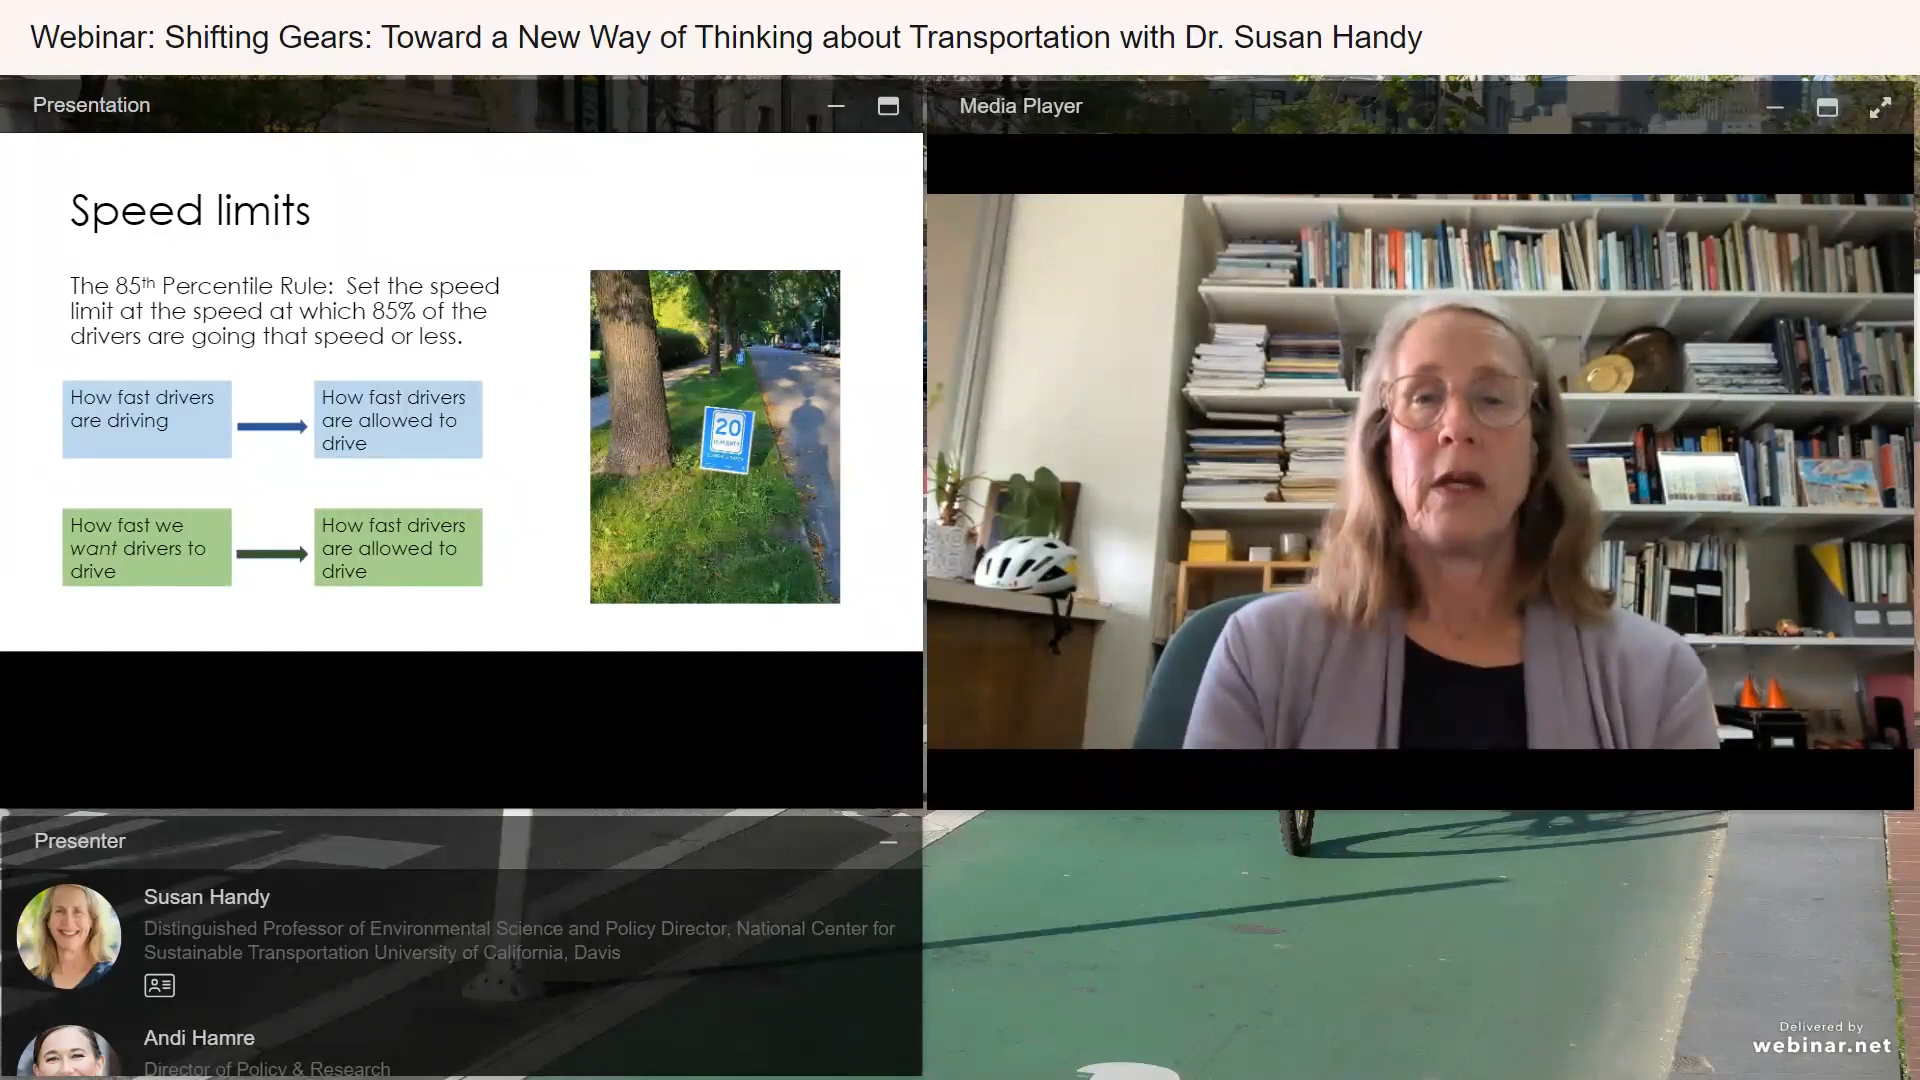 Webinar: Shifting Gears: Toward a New Way of Thinking about Transportation with Dr. Susan Handy
Presentation
Media Player
Speed limits
The 85th Percentile Rule: Set the speed
limit at the speed at which 85% of the
drivers are going that speed or less.
How fast drivers
are driving
How fast drivers
are allowed to
drive
How fast we
want drivers to
drive
How fast drivers
are allowed to
drive
20
IS PLENTY
Presenter
Susan Handy
Distinguished Professor of Environmental Science and Policy Director, National Center for
Sustainable Transportation University of California, Davis
Andi Hamre
Director of Policy & Research
Delivered by
webinar.net